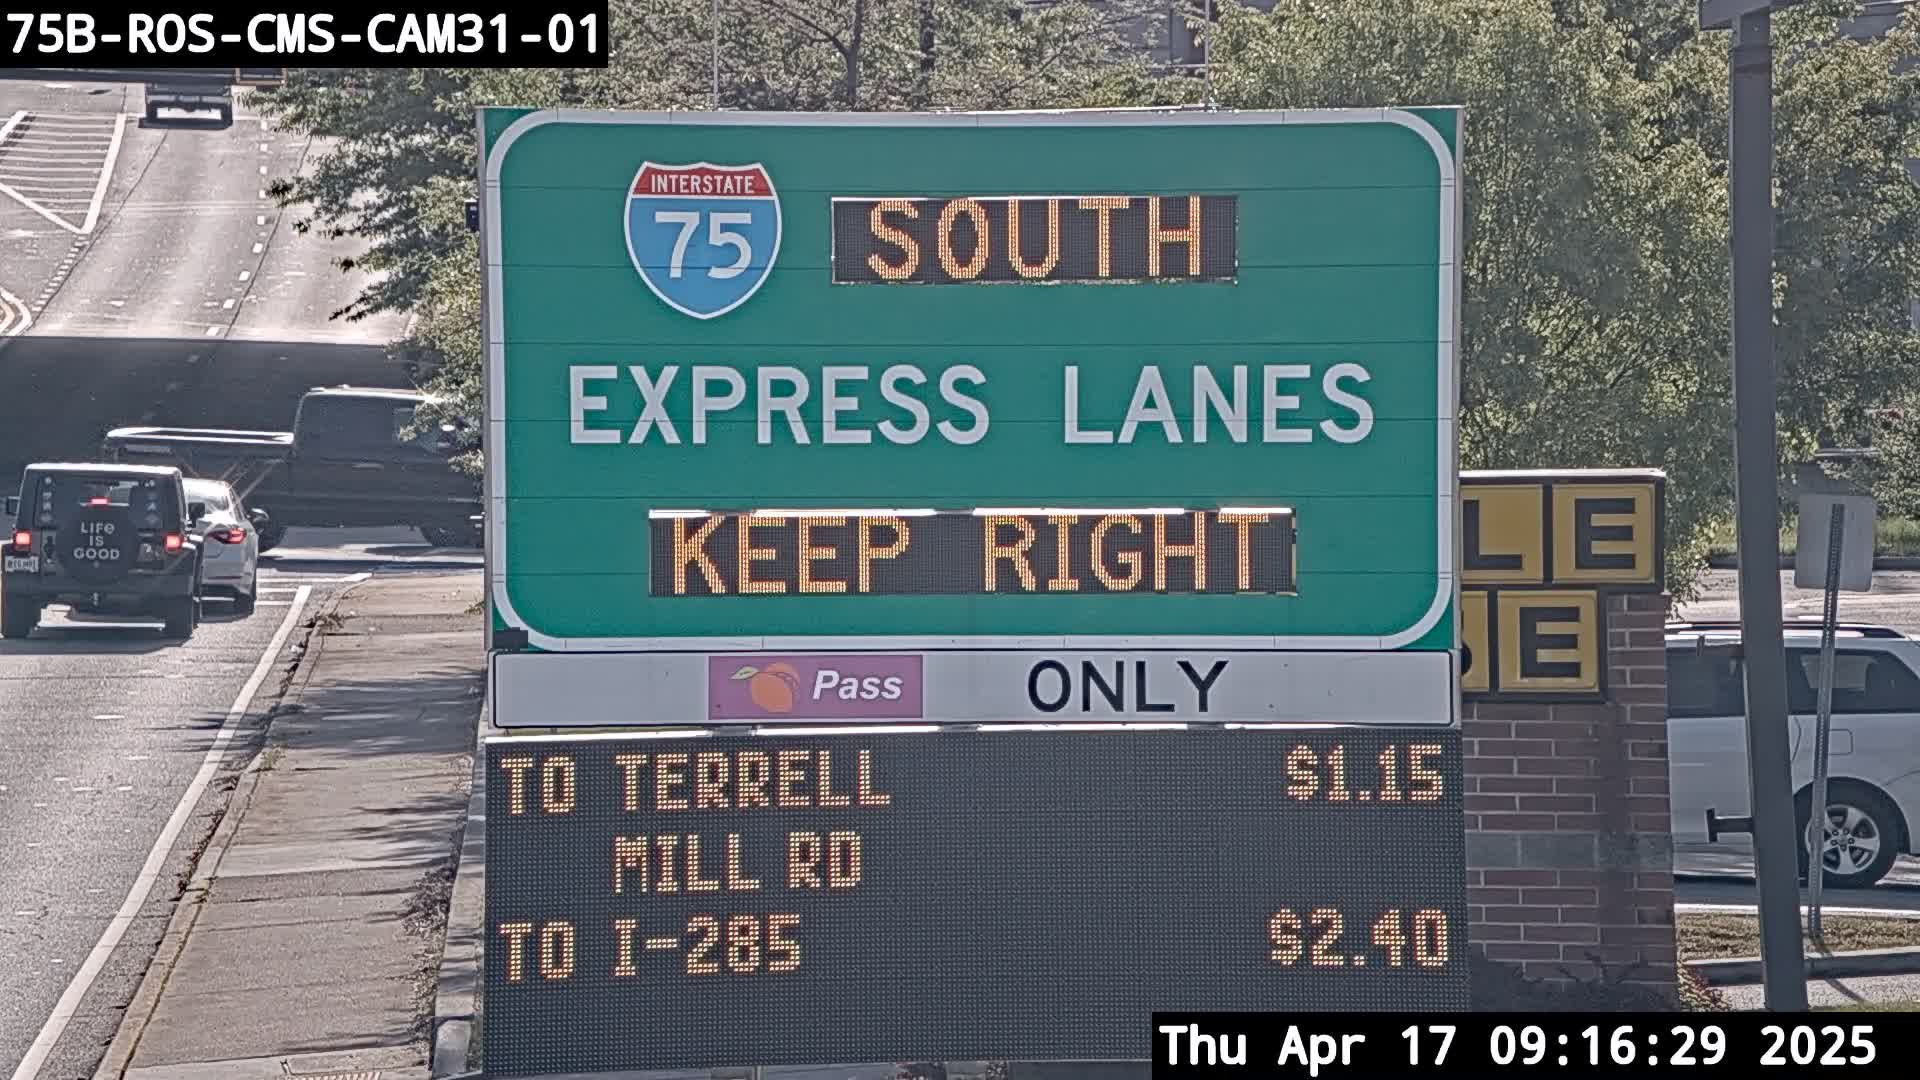 75B-ROS-CMS-CAM31-01
INTERSTATE
75
SOUTH
EXPRESS LANES
KEEP RIGHT
Pass ONLY
TO TERRELL $1.15
MILL RD
TO I-285 $2.40
LIFE
IS
GOOD
LE
E
Thu Apr 17 09:16:29 2025